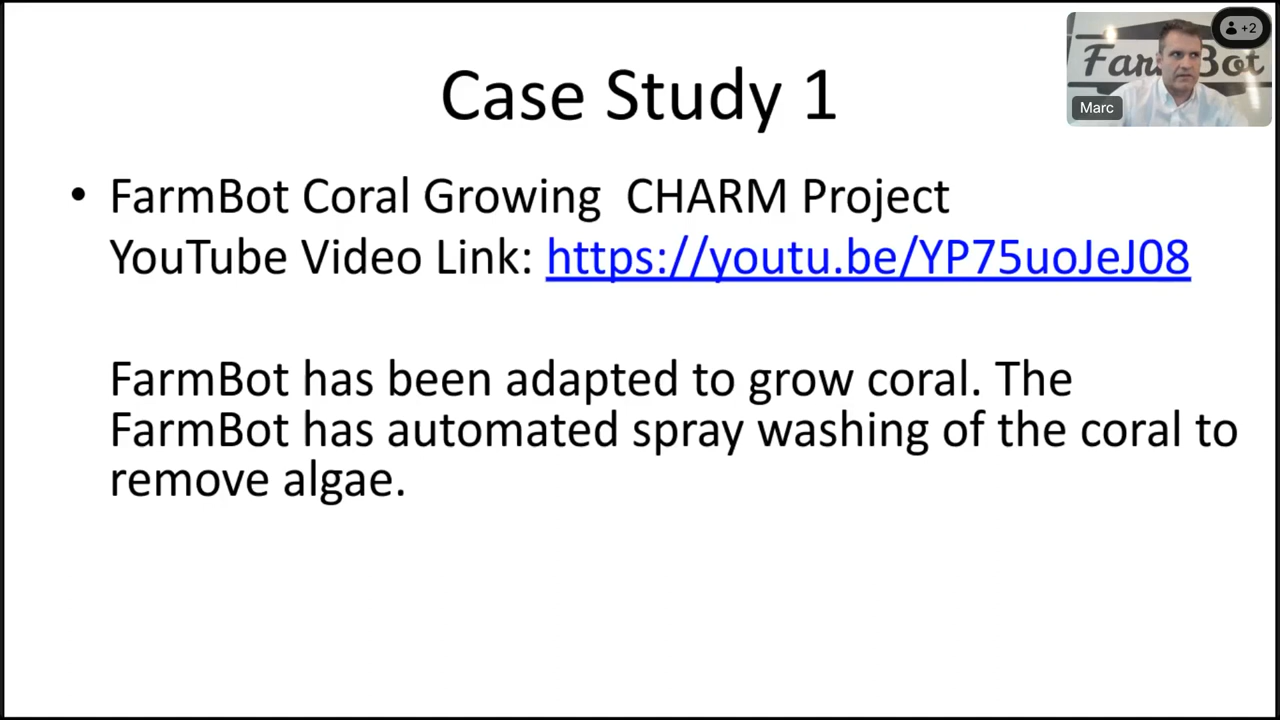 Case Study 1
• FarmBot Coral Growing  CHARM Project
YouTube Video Link: https://youtu.be/YP75uoJeJ08
FarmBot has been adapted to grow coral. The
FarmBot has automated spray washing of the coral to
remove algae.
+2
FarmBot
Marc